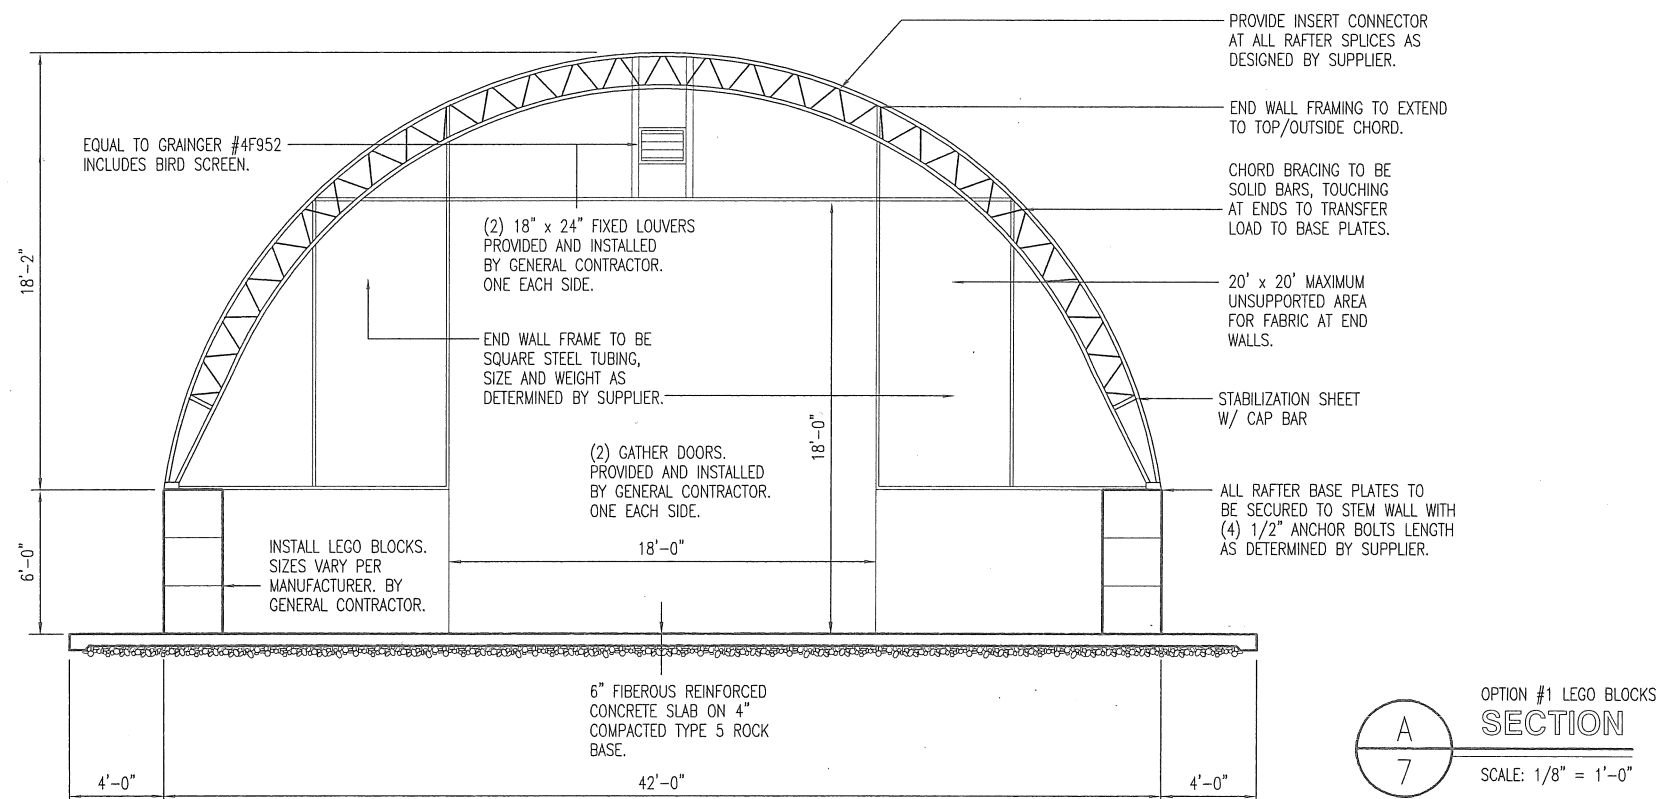 PROVIDE INSERT CONNECTOR
AT ALL RAFTER SPLICES AS
DESIGNED BY SUPPLIER.
END WALL FRAMING TO EXTEND
TO TOP/OUTSIDE CHORD.
EQUAL TO GRAINGER #4F952
INCLUDES BIRD SCREEN.
CHORD BRACING TO BE
SOLID BARS, TOUCHING
AT ENDS TO TRANSFER
LOAD TO BASE PLATES.
(2) 18" x 24" FIXED LOUVERS
PROVIDED AND INSTALLED
BY GENERAL CONTRACTOR.
ONE EACH SIDE.
18'-2"
20' x 20' MAXIMUM
UNSUPPORTED AREA
FOR FABRIC AT END
WALLS.
END WALL FRAME TO BE
SQUARE STEEL TUBING,
SIZE AND WEIGHT AS
DETERMINED BY SUPPLIER.
STABILIZATION SHEET
W/ CAP BAR
18'-0"
(2) GATHER DOORS.
PROVIDED AND INSTALLED
BY GENERAL CONTRACTOR.
ONE EACH SIDE.
ALL RAFTER BASE PLATES TO
BE SECURED TO STEM WALL WITH
(4) 1/2" ANCHOR BOLTS LENGTH
AS DETERMINED BY SUPPLIER.
18'-0"
6'-0"
INSTALL LEGO BLOCKS.
SIZES VARY PER
MANUFACTURER. BY
GENERAL CONTRACTOR.
6" FIBEROUS REINFORCED
CONCRETE SLAB ON 4"
COMPACTED TYPE 5 ROCK
BASE.
4'-0"
42'-0"
4'-0"
A
7
OPTION #1 LEGO BLOCKS
SECTION
SCALE: 1/8" = 1'-0"